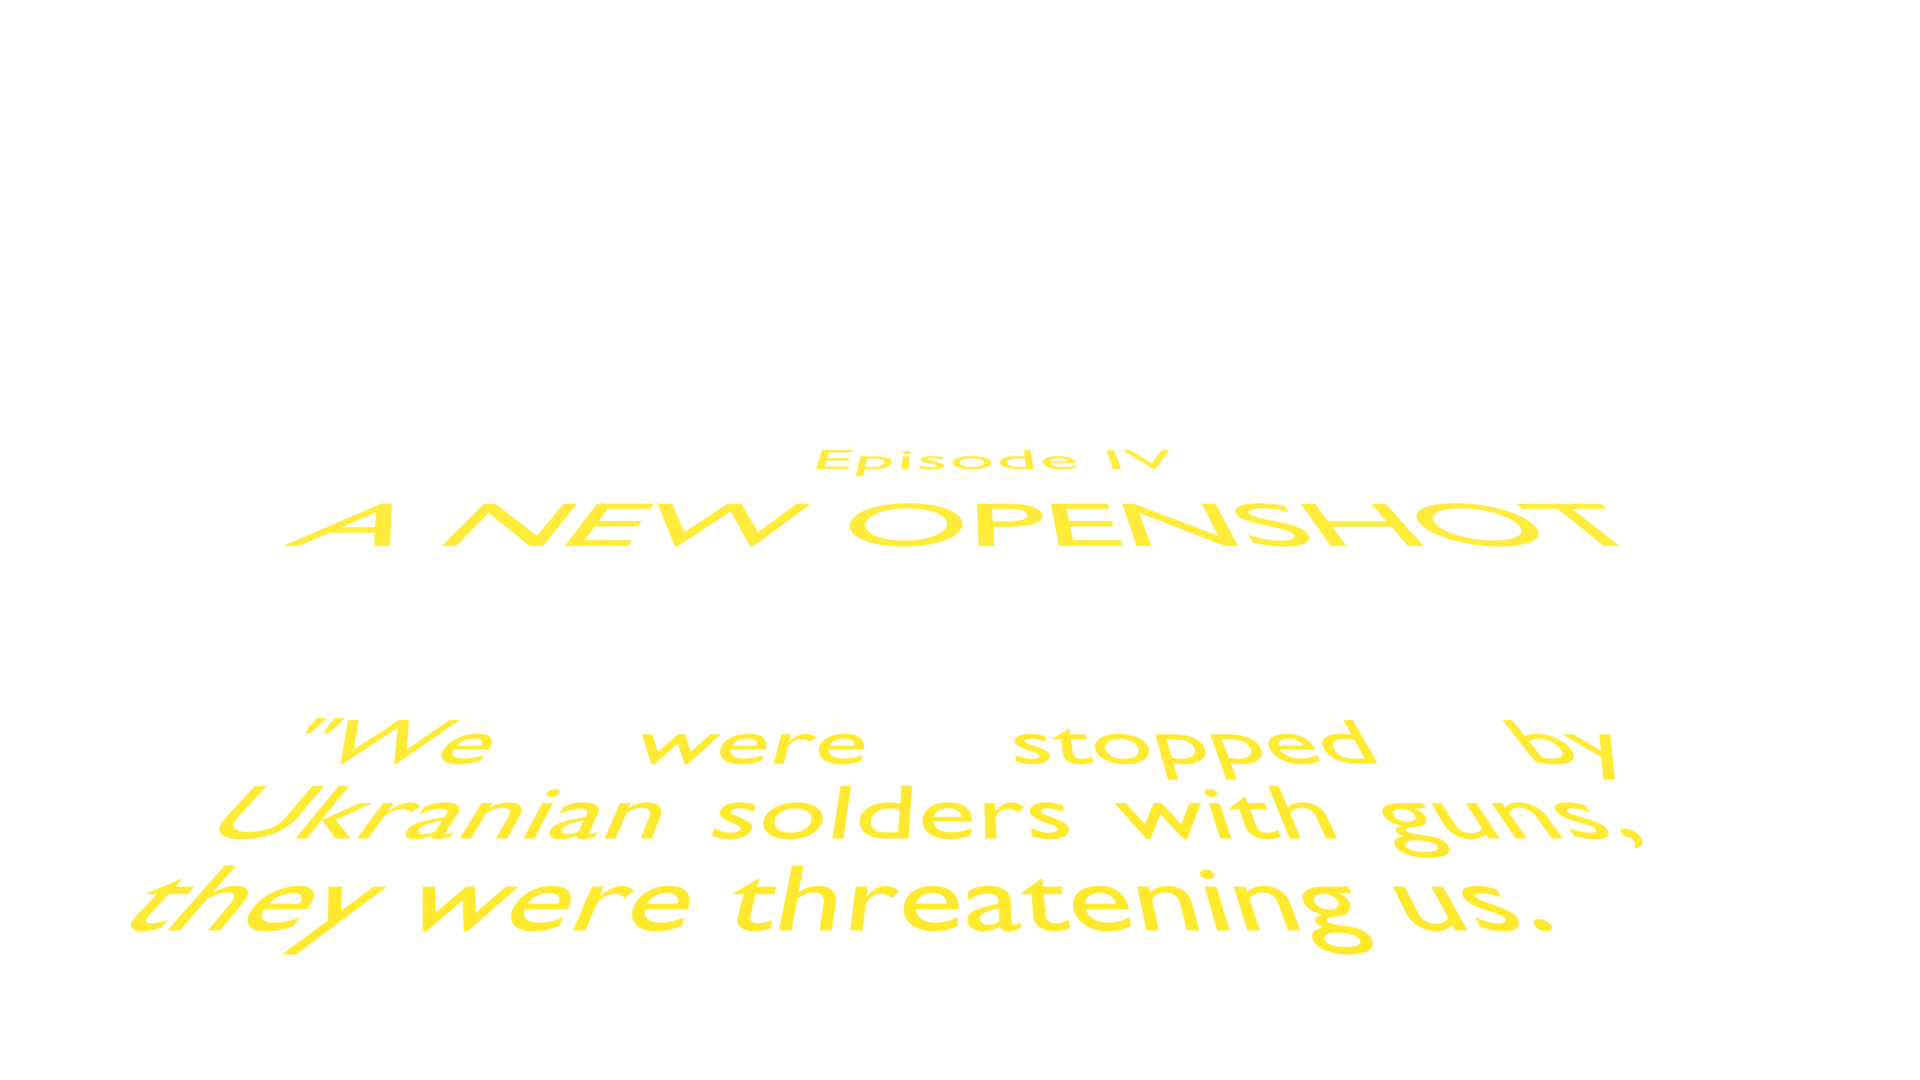 Episode IV
A NEW OPENSHOT
"We were stopped by
Ukranian solders with guns,
they were threatening us.